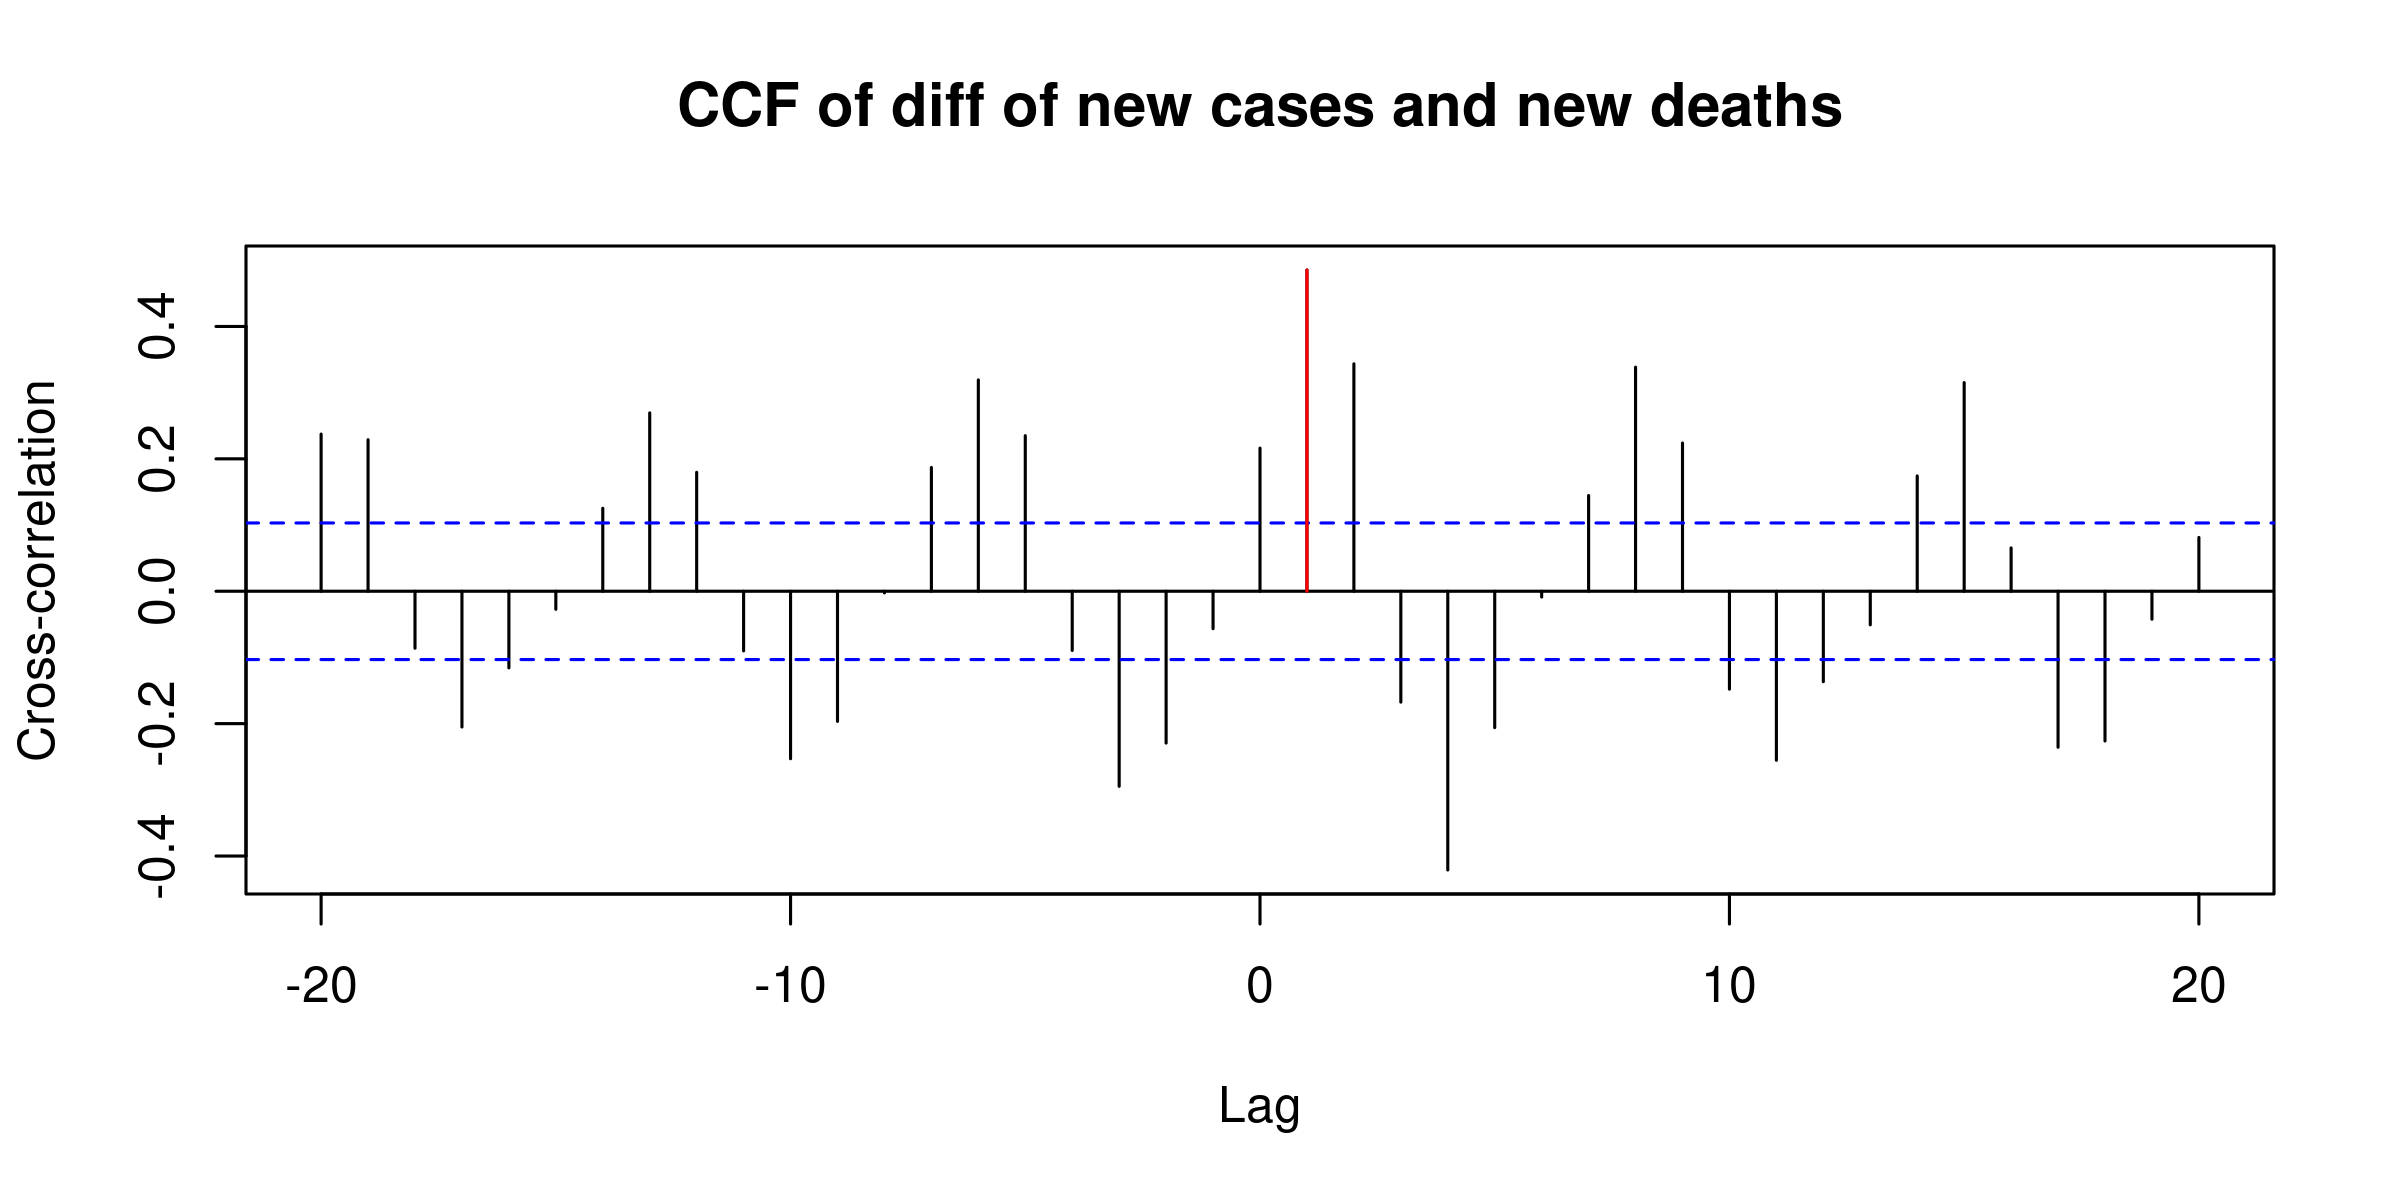 CCF of diff of new cases and new deaths
Cross-correlation
0.4
0.2
0.0
-0.2
-0.4
-20 -10 0 10 20
Lag